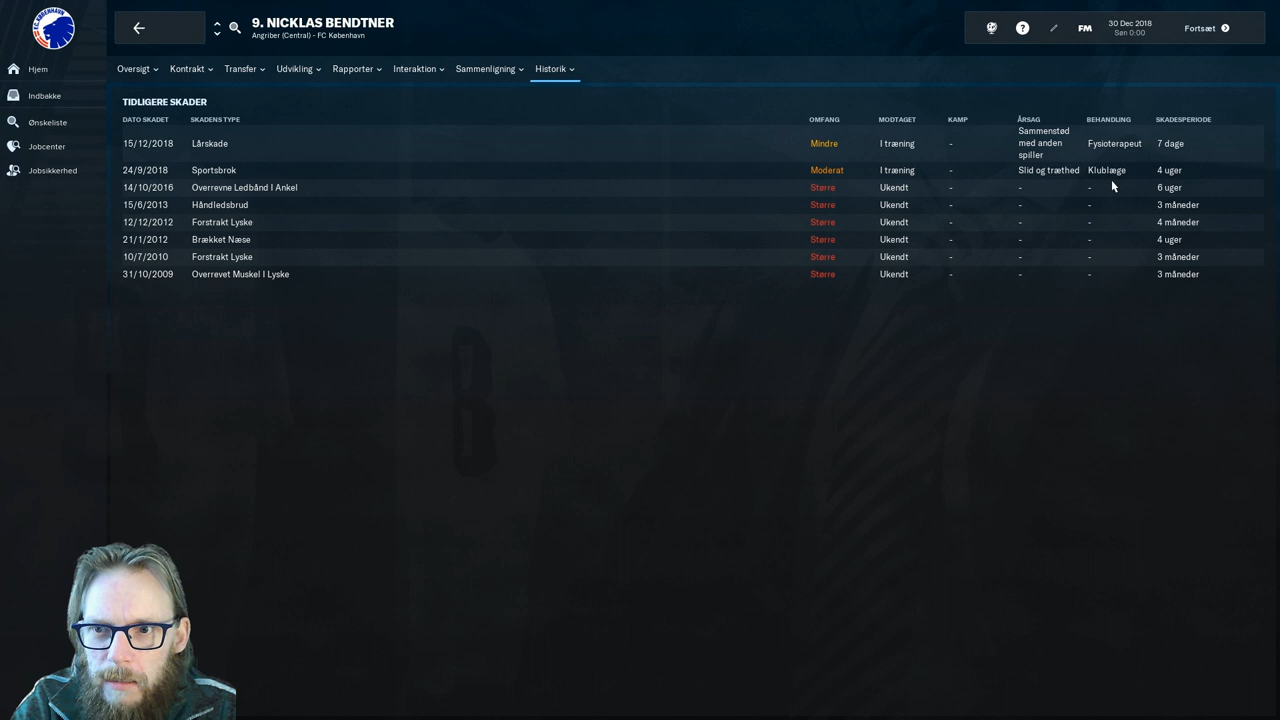 9. NICKLAS BENDTNER
Angriber (Central) - FC København
30 Dec 2018
Søn 0:00
FM
Fortsæt
Hjem
Indbakke
Ønskeliste
Jobcenter
Jobsikkerhed
Oversigt Kontrakt Transfer Udvikling Rapporter Interaktion Sammenligning Historik
TIDLIGERE SKADER
DATO SKADET SKADENS TYPE OMFANG MODTAGET KAMP ÅRSAG BEHANDLING SKADESPERIODE
15/12/2018 Lårskade Mindre I træning - Sammenstød med anden spiller Fysioterapeut 7 dage
24/9/2018 Sportsbrok Moderat I træning - Slid og træthed Klublæge 4 uger
14/10/2016 Overrevne Ledbånd I Ankel Større Ukendt - - - 6 uger
15/6/2013 Håndledsbrud Større Ukendt - - - 3 måneder
12/12/2012 Forstrakt Lyske Større Ukendt - - - 4 måneder
21/1/2012 Brækket Næse Større Ukendt - - - 4 uger
10/7/2010 Forstrakt Lyske Større Ukendt - - - 3 måneder
31/10/2009 Overrevet Muskel I Lyske Større Ukendt - - - 3 måneder